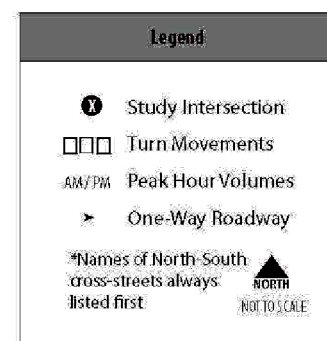 Legend
X Study Intersection
Turn Movements
AM/PM Peak Hour Volumes
One-Way Roadway
*Names of North-South
cross-streets always
listed first
NORTH
NOT TO SCALE